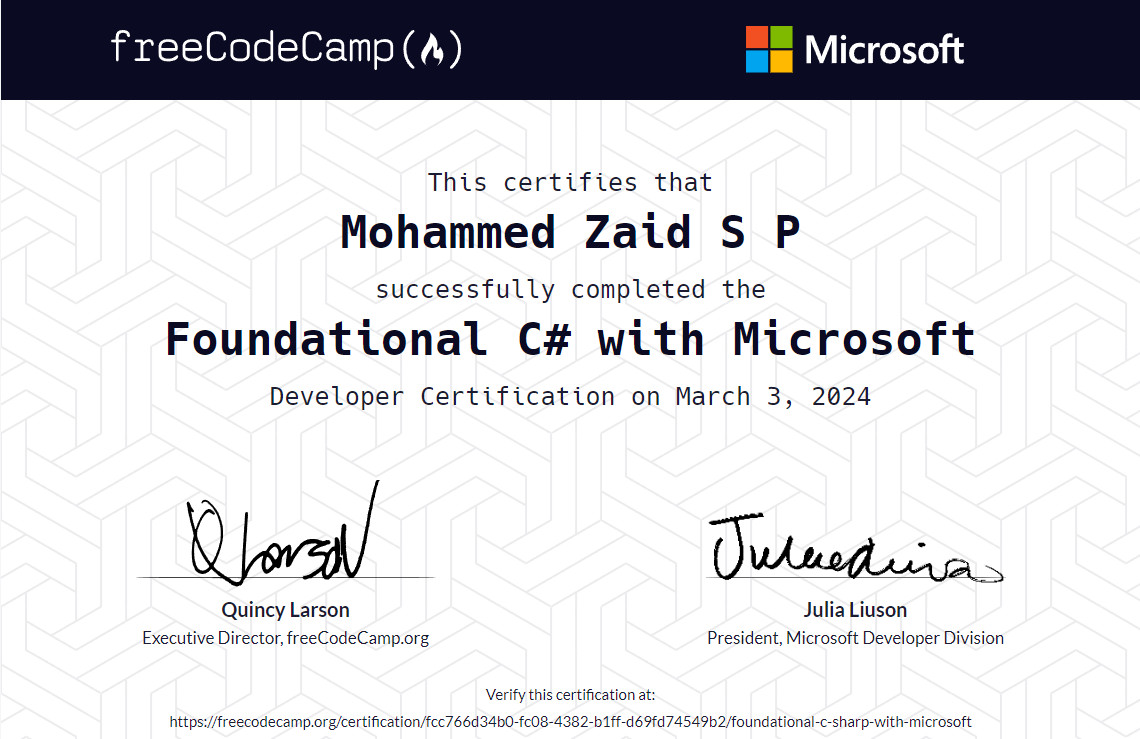 freeCodeCamp(🔥)
Microsoft
This certifies that
Mohammed Zaid S P
successfully completed the
Foundational C# with Microsoft
Developer Certification on March 3, 2024
QLarson
Quincy Larson
Julia Liuson
Executive Director, freeCodeCamp.org
President, Microsoft Developer Division
Verify this certification at:
https://freecodecamp.org/certification/fcc766d34b0-fc08-4382-b1ff-d69fd74549b2/foundational-c-sharp-with-microsoft